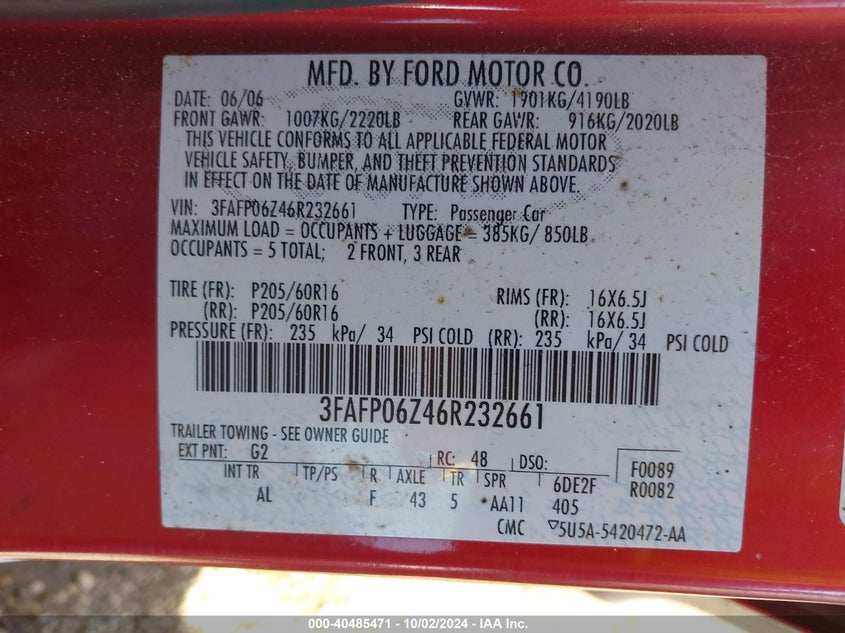 MFD. BY FORD MOTOR CO.
DATE: 06/06 GVWR: 1901KG/4190LB
FRONT GAWR: 1007KG/2220LB REAR GAWR: 916KG/2020LB
THIS VEHICLE CONFORMS TO ALL APPLICABLE FEDERAL MOTOR
VEHICLE SAFETY, BUMPER, AND THEFT PREVENTION STANDARDS
IN EFFECT ON THE DATE OF MANUFACTURE SHOWN ABOVE.
VIN: 3FAFP06Z46R232661 TYPE: Passenger Car
MAXIMUM LOAD = OCCUPANTS + LUGGAGE = 385KG/ 850LB
OCCUPANTS = 5 TOTAL; 2 FRONT, 3 REAR
TIRE (FR): P205/60R16 RIMS (FR): 16X6.5J
(RR): P205/60R16 (RR): 16X6.5J
PRESSURE (FR): 235 kPa/ 34 PSI COLD (RR): 235 kPa/ 34 PSI COLD
3FAFP06Z46R232661
TRAILER TOWING - SEE OWNER GUIDE
EXT PNT: G2 RC: 48 DSO: F0089
INT TR TP/PS R AXLE TR SPR 6DE2F R0082
AL F 43 5 AA11 405
CMC ▽5U5A-5420472-AA
000-40485471 - 10/02/2024 - IAA Inc.